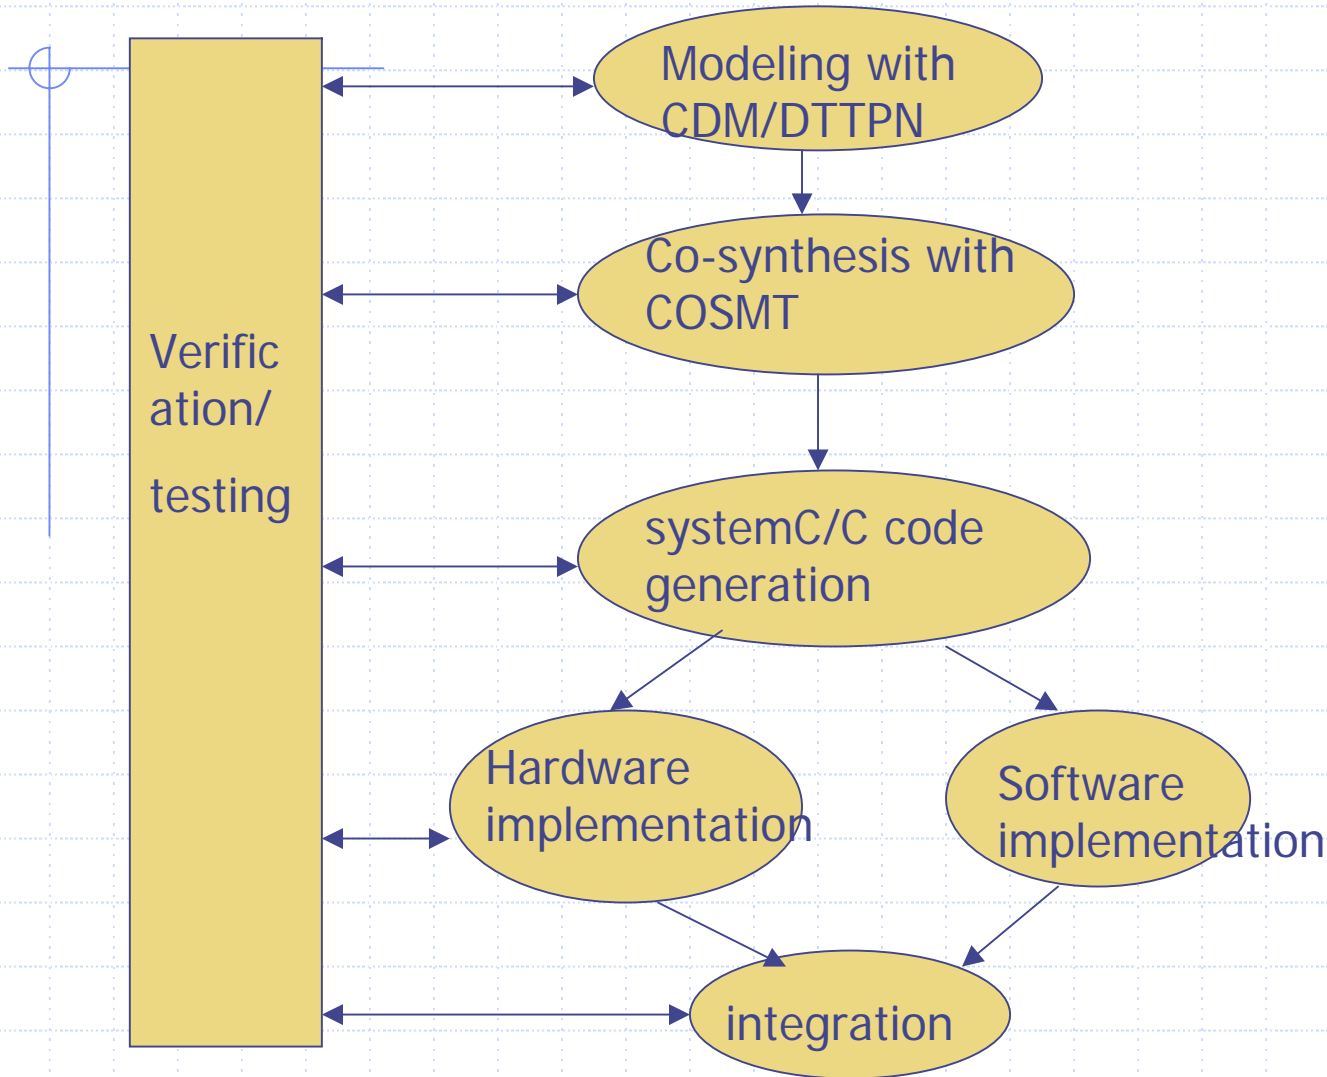 Modeling with
CDM/DTTPN
Co-synthesis with
COSMT
Verific
ation/
testing
systemC/C code
generation
Hardware
implementation
Software
implementation
integration